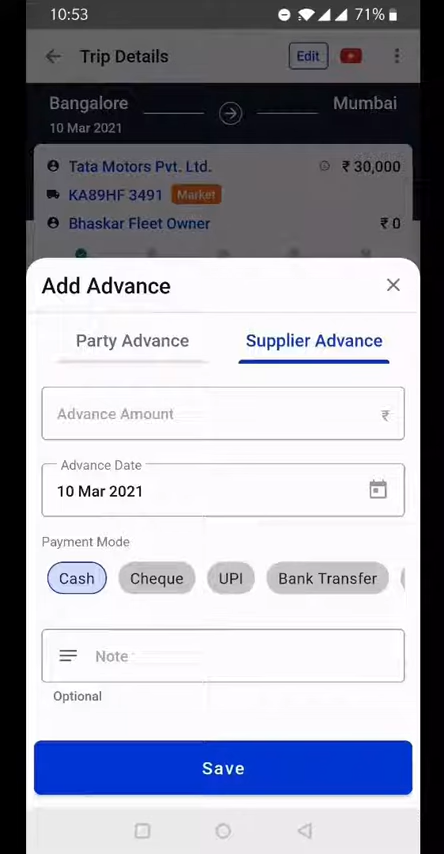 10:53 71%
Trip Details Edit
Bangalore Mumbai
10 Mar 2021
Tata Motors Pvt. Ltd. ₹ 30,000
KA89HF 3491 Market
Bhaskar Fleet Owner ₹ 0
Add Advance
Party Advance Supplier Advance
Advance Amount ₹
Advance Date
10 Mar 2021
Payment Mode
Cash Cheque UPI Bank Transfer
Note
Optional
Save